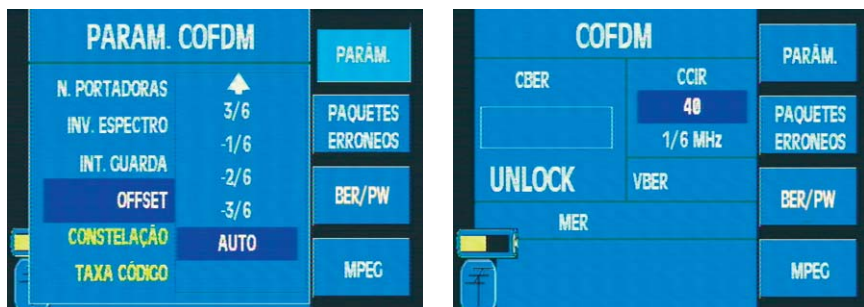 PARAM. COFDM
N. PORTADORAS
INV. ESPECTRO
INT. GUARDA
OFFSET
CONSTELAÇÃO
TAXA CÓDIGO
3/6
-1/6
-2/6
-3/6
AUTO
PARÂM.
PAQUETES
ERRONEOS
BER/PW
MPEG
COFDM
CBER
UNLOCK
CCIR
40
1/6 MHz
VBER
MER
PARÂM.
PAQUETES
ERRONEOS
BER/PW
MPEG